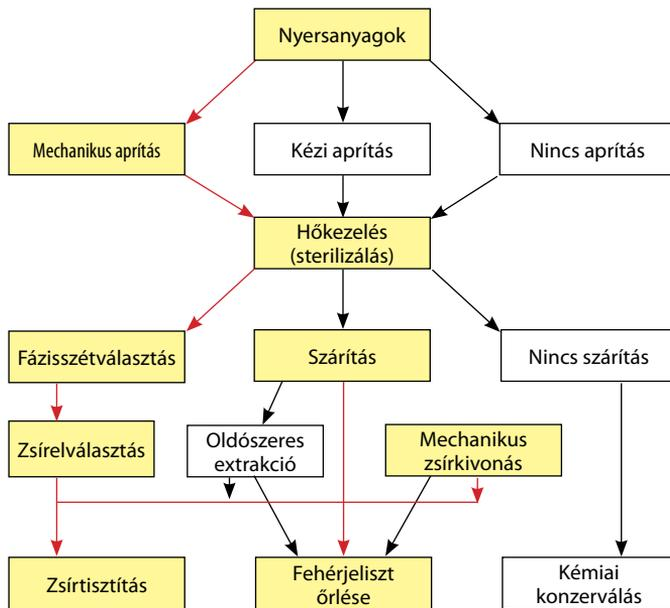 Nyersanyagok
Mechanikus aprítás
Kézi aprítás
Nincs aprítás
Hőkezelés
(sterilizálás)
Fázisszétválasztás
Szárítás
Nincs szárítás
Zsírelválasztás
Oldószeres
extrakció
Mechanikus
zsírkivonás
Zsírtisztítás
Fehérjeliszt
őrlése
Kémiai
konzerválás